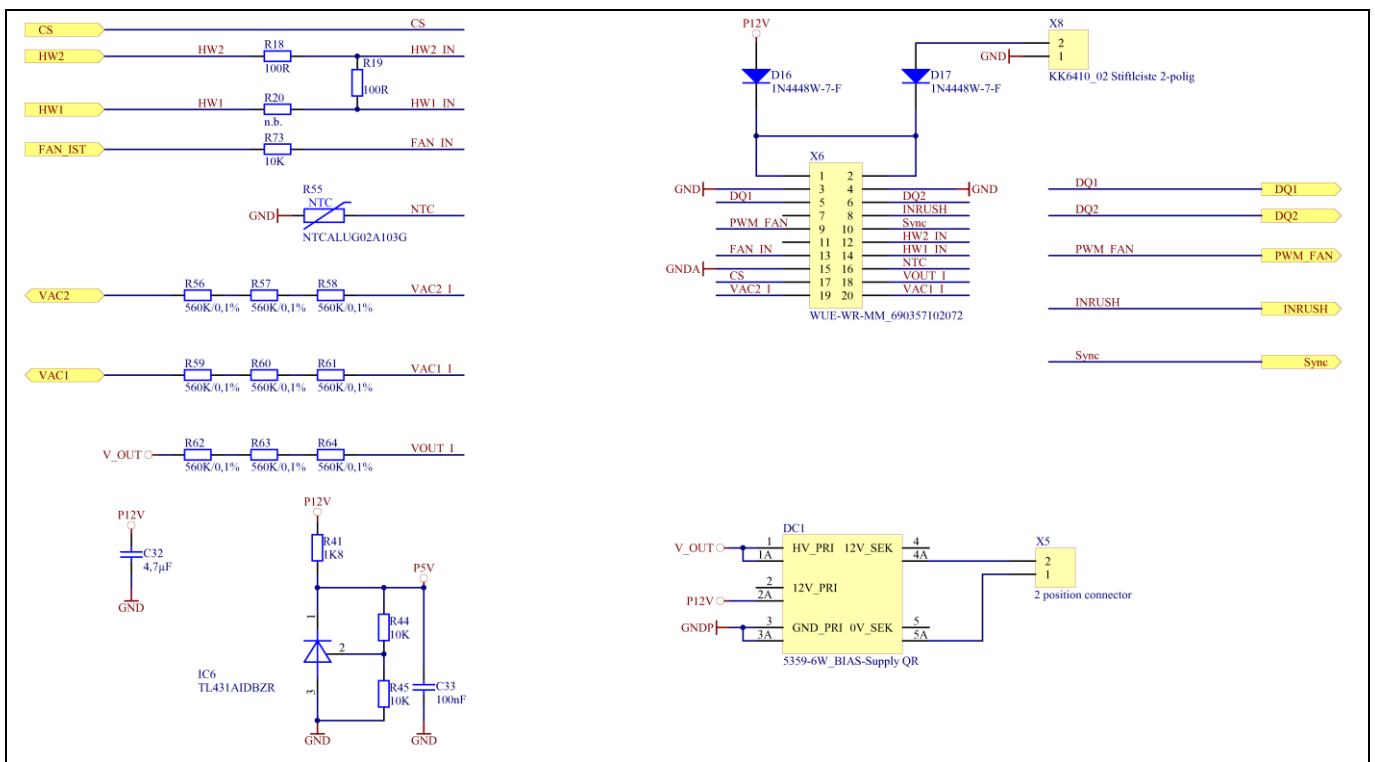 CS CS
HW2 HW2 R18 100R HW2_IN
R19 100R
HW1 HW1 R20 n.b. HW1_IN
FAN_IST R73 10K FAN_IN
R55
NTC
GND NTC
NTCALUG02A103G
R56 R57 R58
VAC2 VAC2_I
560K/0,1% 560K/0,1% 560K/0,1%
R59 R60 R61
VAC1 VAC1_I
560K/0,1% 560K/0,1% 560K/0,1%
R62 R63 R64
V_OUT VOUT_I
560K/0,1% 560K/0,1% 560K/0,1%
P12V
C32
4,7µF
GND
P12V
R41
1K8
P5V
1
R44
10K
2
IC6
TL431AIDBZR
3
R45
10K
C33
100nF
GND GND
P12V
D16
1N4448W-7-F
D17
1N4448W-7-F
X8
2
GND 1
KK6410_02 Stiftleiste 2-polig
X6
1 2
GND 3 4 GND
DQ1 5 6 DQ2
7 8 INRUSH
PWM_FAN 9 10 Sync
11 12 HW2_IN
FAN_IN 13 14 HW1_IN
GNDA 15 16 NTC
CS 17 18 VOUT_I
VAC2_I 19 20 VAC1_I
WUE-WR-MM_690357102072
DQ1 DQ1
DQ2 DQ2
PWM_FAN PWM_FAN
INRUSH INRUSH
Sync Sync
DC1
V_OUT 1 HV_PRI 12V_SEK 4
1A 4A
2 12V_PRI
P12V 2A
GNDP 3 GND_PRI 0V_SEK 5
3A 5A
5359-6W_BIAS-Supply QR
X5
2
1
2 position connector